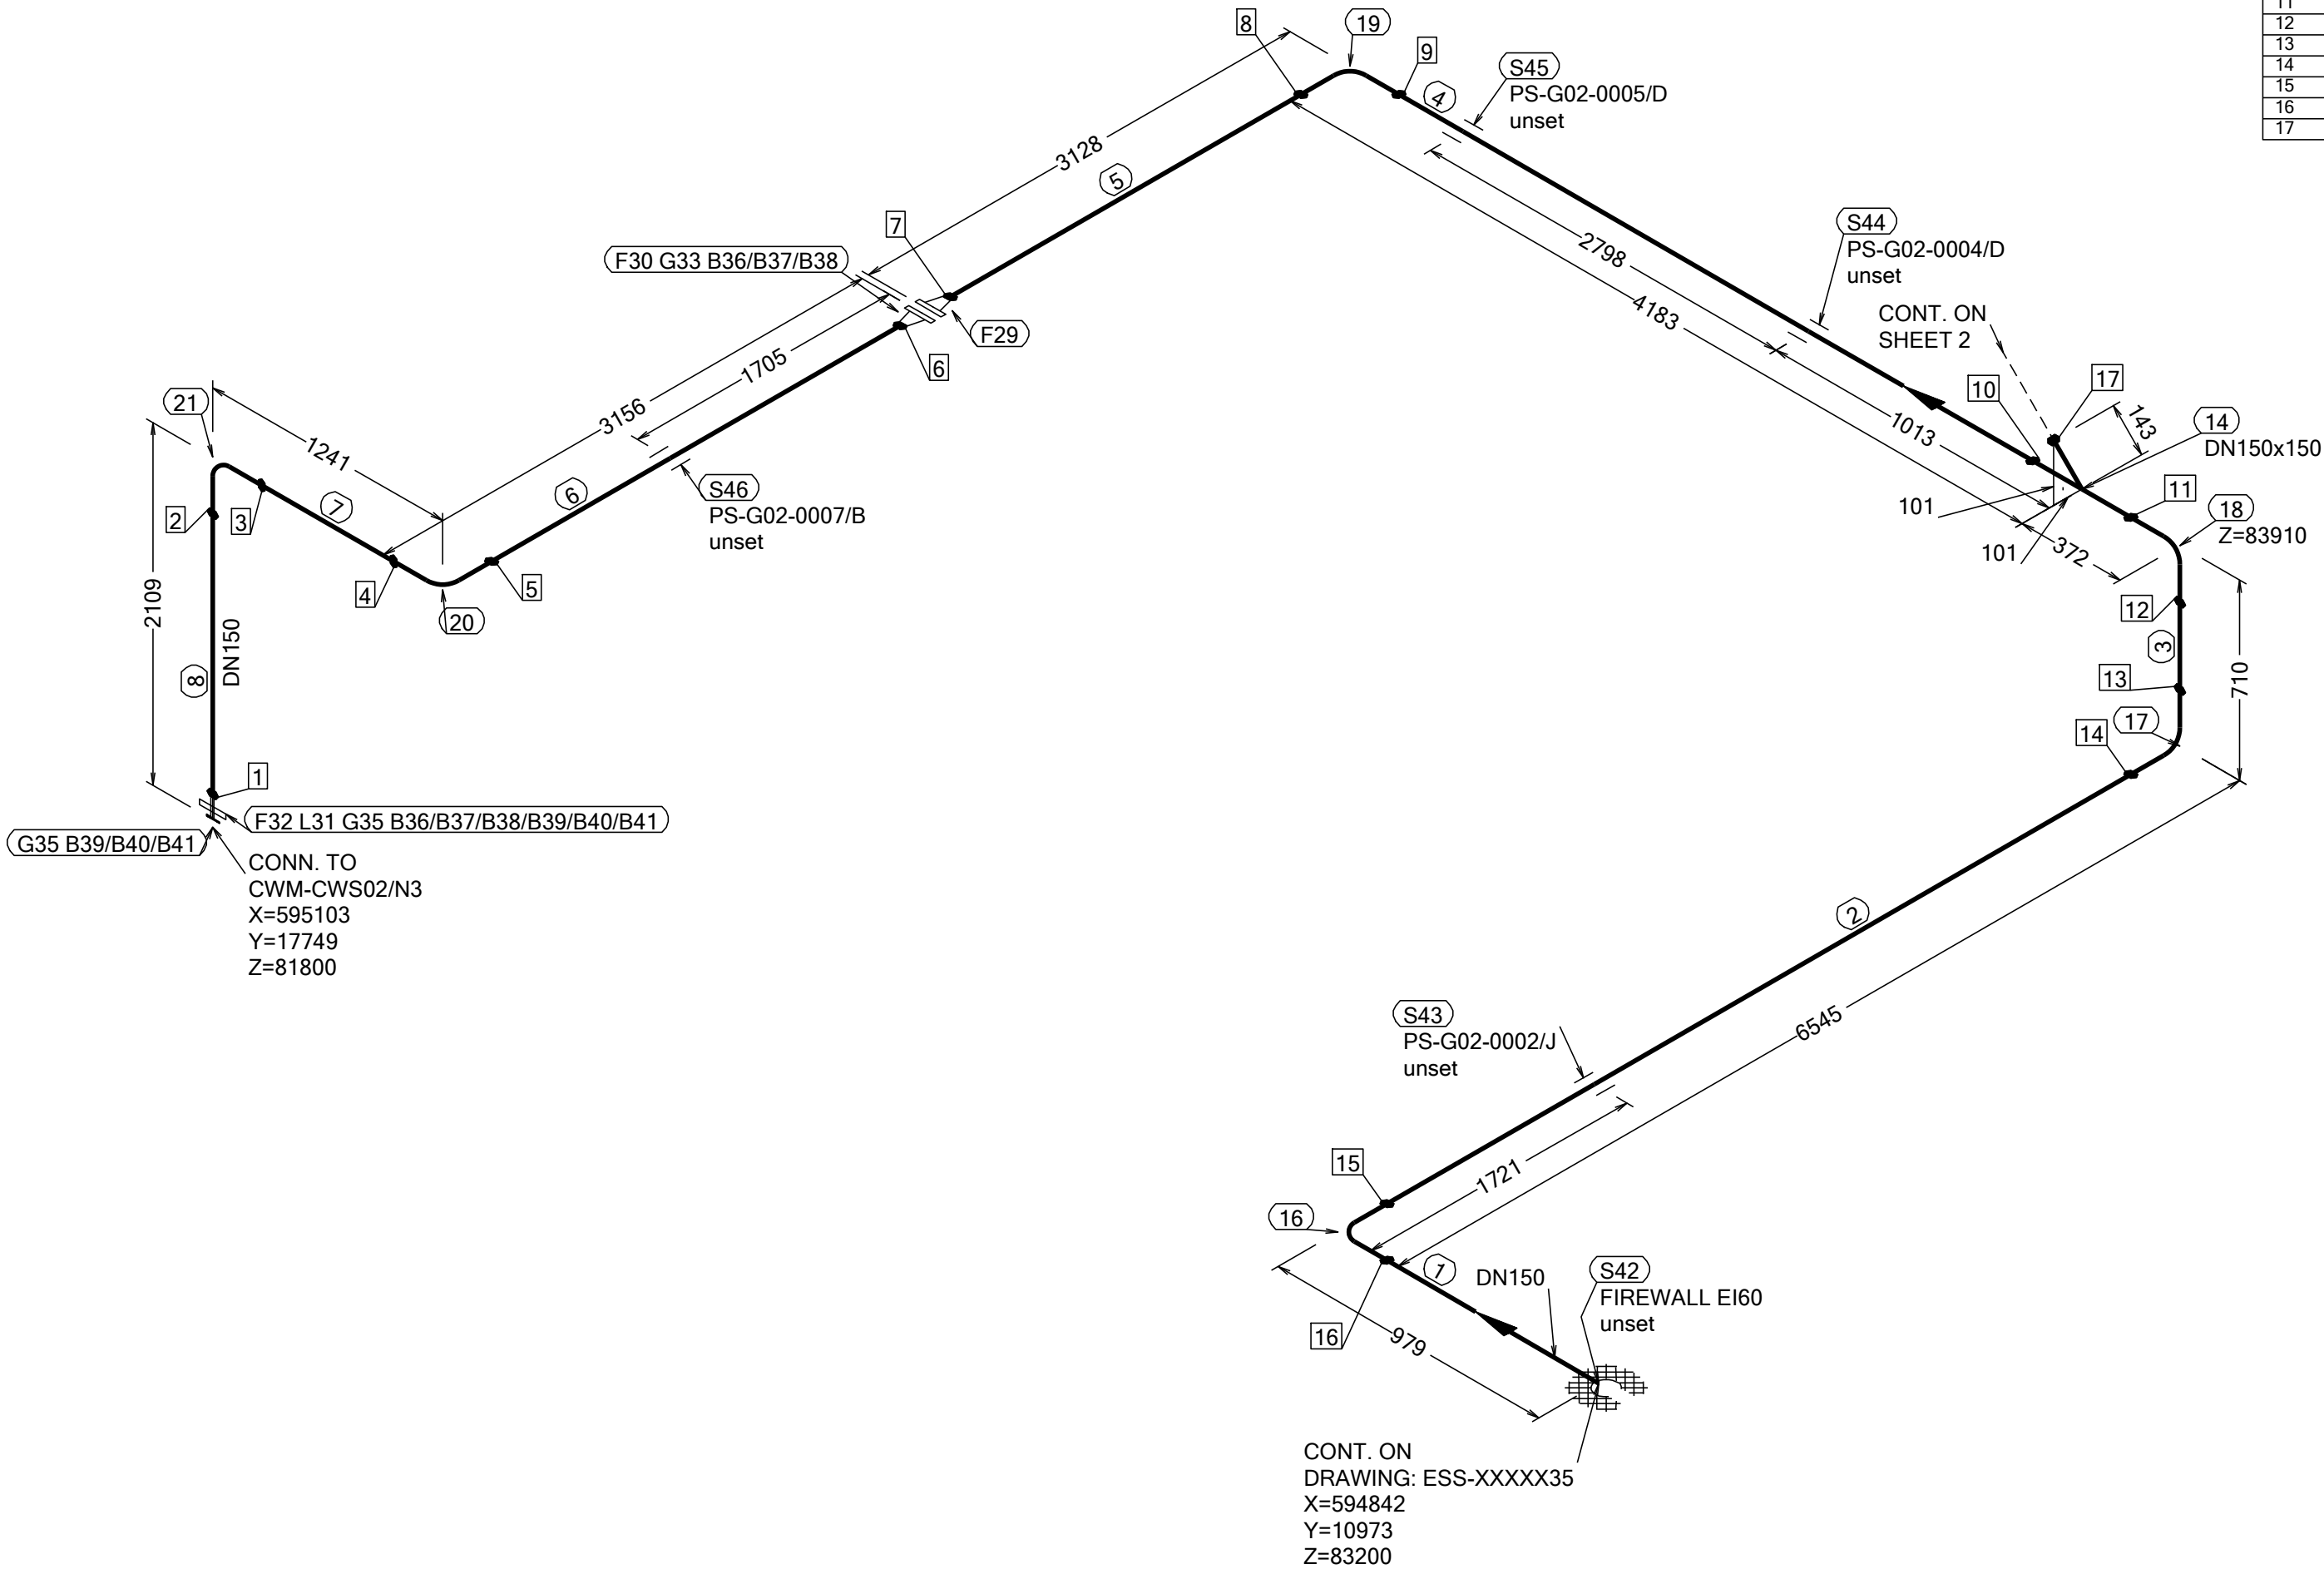 11
12
13
14
15
16
17
8
19
9
S45
PS-G02-0005/D
unset
4
3128
5
7
F30 G33 B36/B37/B38
F29
6
1705
3156
2798
4183
S44
PS-G02-0004/D
unset
CONT. ON
SHEET 2
10
17
143
14
DN150x150
1013
101
101
11
18
Z=83910
372
12
3
13
710
17
14
21
1241
2109
2
3
7
4
20
5
6
S46
PS-G02-0007/B
unset
8
DN150
1
F32 L31 G35 B36/B37/B38/B39/B40/B41
G35 B39/B40/B41
CONN. TO
CWM-CWS02/N3
X=595103
Y=17749
Z=81800
2
6545
S43
PS-G02-0002/J
unset
15
1721
16
1
DN150
S42
FIREWALL EI60
unset
16
979
CONT. ON
DRAWING: ESS-XXXXX35
X=594842
Y=10973
Z=83200